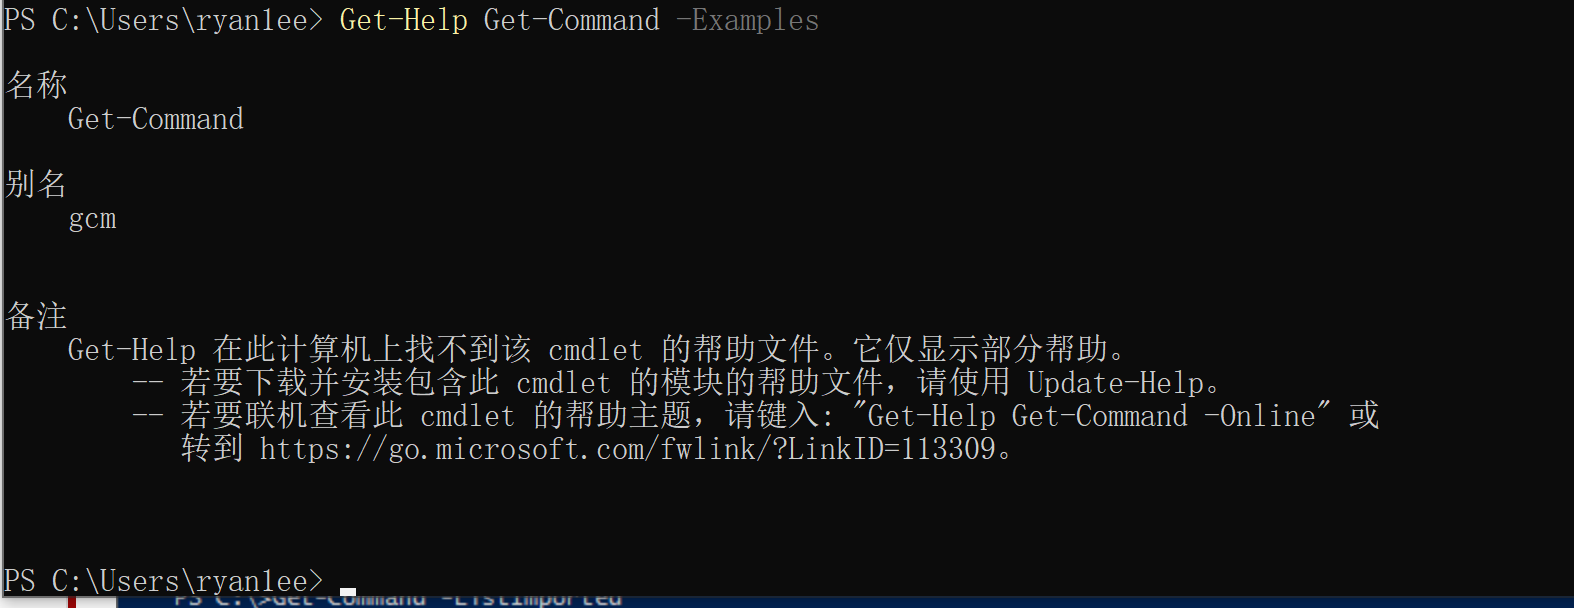 PS C:\Users\ryanlee> Get-Help Get-Command -Examples
名称
Get-Command
别名
gcm
备注
Get-Help 在此计算机上找不到该 cmdlet 的帮助文件。它仅显示部分帮助。
-- 若要下载并安装包含此 cmdlet 的模块的帮助文件，请使用 Update-Help。
-- 若要联机查看此 cmdlet 的帮助主题，请键入: "Get-Help Get-Command -Online" 或
转到 https://go.microsoft.com/fwlink/?LinkID=113309。
PS C:\Users\ryanlee>
PS C:\>Get-Command -ListImported